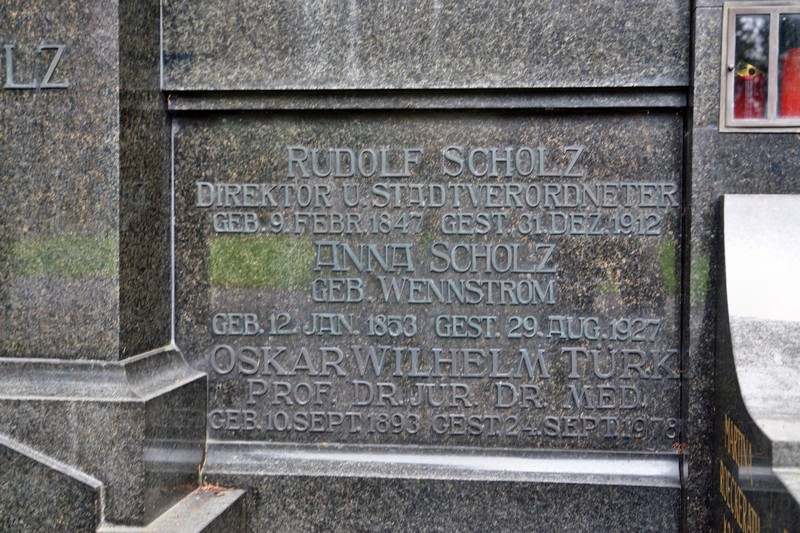 LZ
RUDOLF SCHOLZ
DIREKTOR U. STADTVERORDNETER
GEB. 9. FEBR. 1847 GEST. 31. DEZ. 1912
ANNA SCHOLZ
GEB. WENNSTROM
GEB. 12. JAN. 1853 GEST. 29. AUG. 1927
OSKAR WILHELM TÜRK
PROF. DR. JUR. DR. MED.
GEB. 10. SEPT. 1893 GEST. 24. SEPT. 1978
MARTHA